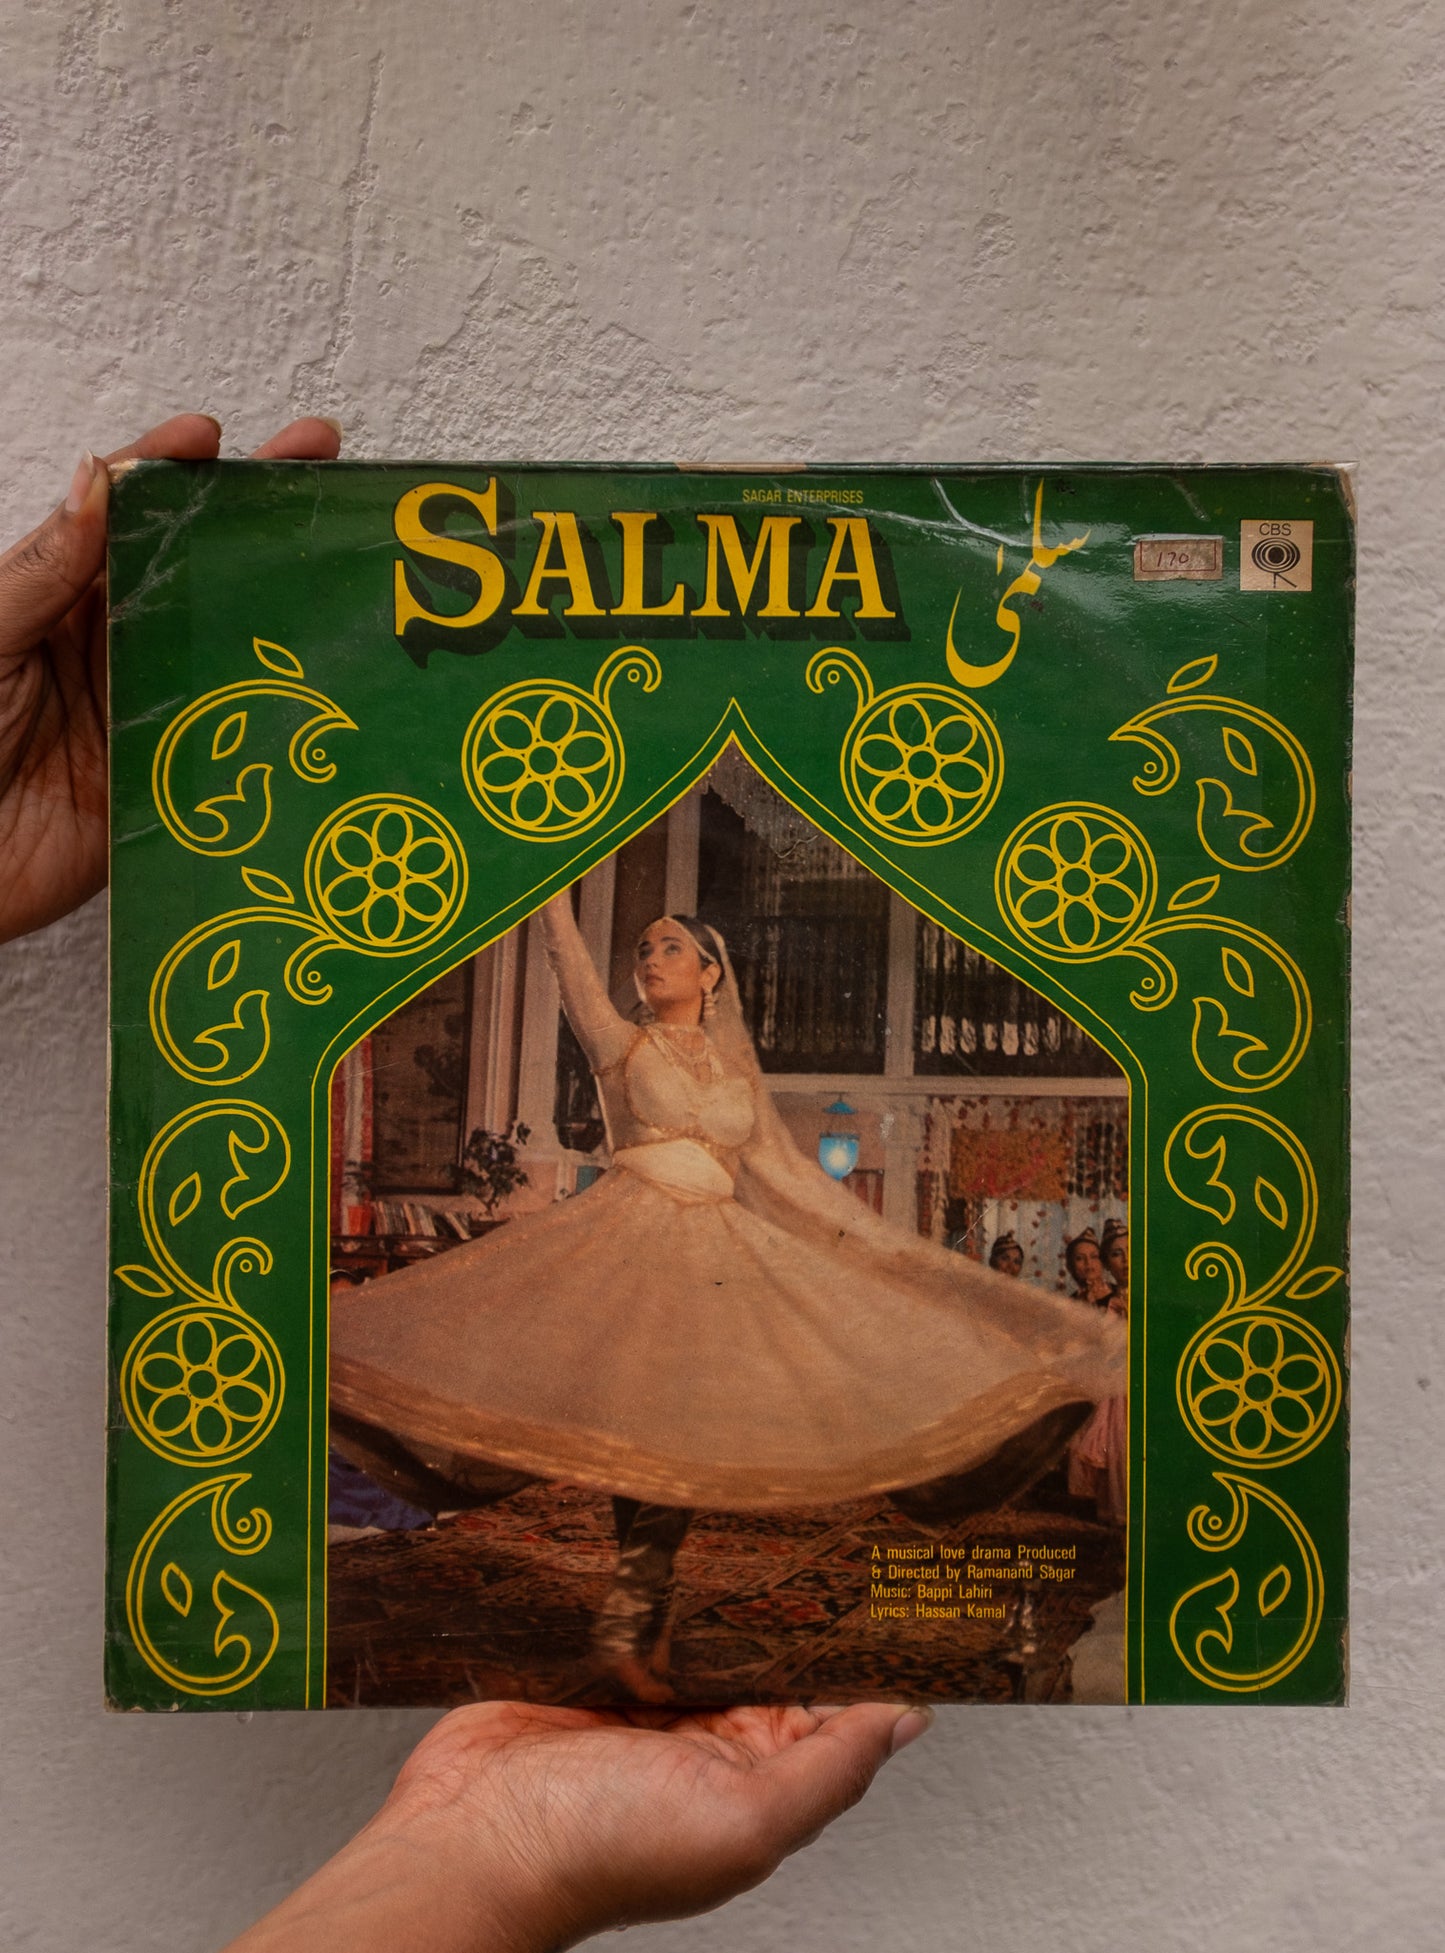 SAGAR ENTERPRISES
SALMA
سلمیٰ
170
CBS
A musical love drama Produced
& Directed by Ramanand Sagar
Music: Bappi Lahiri
Lyrics: Hassan Kamal